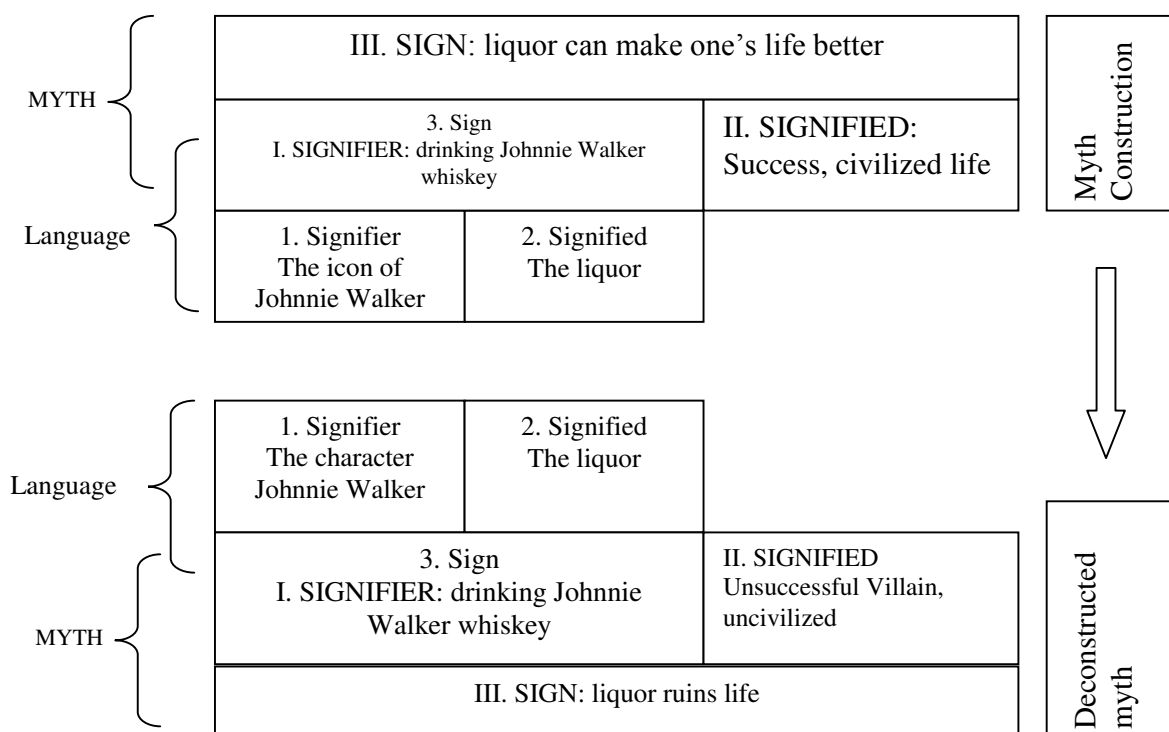 III. SIGN: liquor can make one’s life better
MYTH
3. Sign
I. SIGNIFIER: drinking Johnnie Walker
whiskey
II. SIGNIFIED:
Success, civilized life
Myth
Construction
Language
1. Signifier
The icon of
Johnnie Walker
2. Signified
The liquor
Language
1. Signifier
The character
Johnnie Walker
2. Signified
The liquor
MYTH
3. Sign
I. SIGNIFIER: drinking Johnnie
Walker whiskey
II. SIGNIFIED
Unsuccessful Villain,
uncivilized
III. SIGN: liquor ruins life
Deconstructed
myth